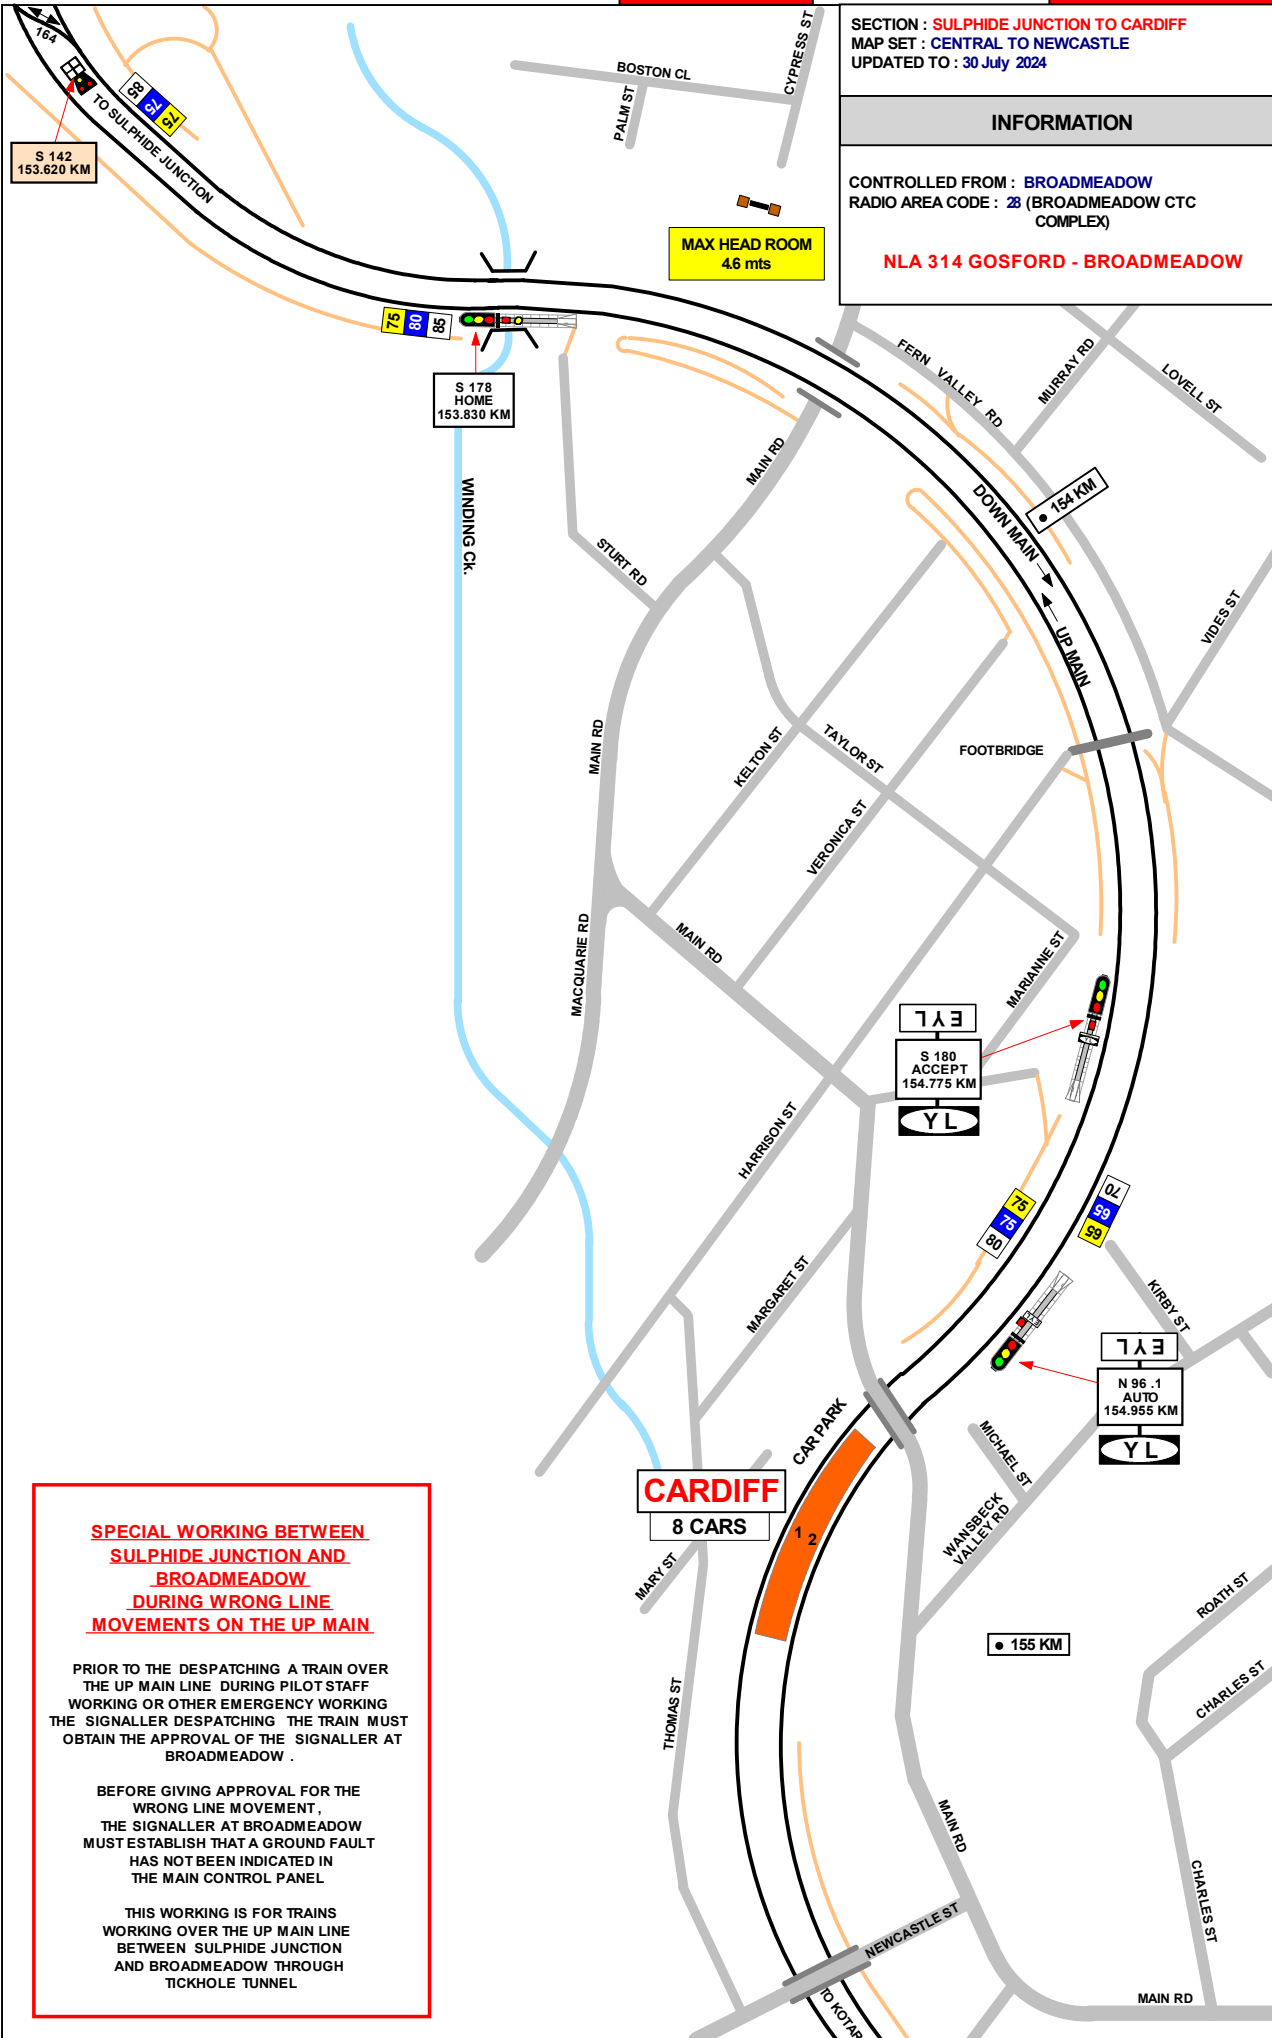 SECTION : SULPHIDE JUNCTION TO CARDIFF
MAP SET : CENTRAL TO NEWCASTLE
UPDATED TO : 30 July 2024
INFORMATION
CONTROLLED FROM : BROADMEADOW
RADIO AREA CODE : 28 (BROADMEADOW CTC
COMPLEX)
NLA 314 GOSFORD - BROADMEADOW
164
85
75
75
TO SULPHIDE JUNCTION
S 142
153.620 KM
BOSTON CL
PALM ST
CYPRESS ST
MAX HEAD ROOM
4.6 mts
75
80
85
S 178
HOME
153.830 KM
WINDING Ck.
FERN VALLEY RD
MURRAY RD
LOVELL ST
MAIN RD
154 KM
DOWN MAIN
UP MAIN
STURT RD
VIDES ST
MAIN RD
KELTON ST
TAYLOR ST
FOOTBRIDGE
VERONICA ST
MACQUARIE RD
MAIN RD
MARIANNE ST
EYL
S 180
ACCEPT
154.775 KM
YL
HARRISON ST
75
75
80
70
65
65
MARGARET ST
KIRBY ST
EYL
N 96 .1
AUTO
154.955 KM
YL
CAR PARK
MICHAEL ST
CARDIFF
8 CARS
1
2
WANSBECK
VALLEY RD
MARY ST
ROATH ST
155 KM
CHARLES ST
THOMAS ST
MAIN RD
CHARLES ST
NEWCASTLE ST
MAIN RD
TO KOTAR
SPECIAL WORKING BETWEEN
SULPHIDE JUNCTION AND
BROADMEADOW
DURING WRONG LINE
MOVEMENTS ON THE UP MAIN
PRIOR TO THE DESPATCHING A TRAIN OVER
THE UP MAIN LINE DURING PILOT STAFF
WORKING OR OTHER EMERGENCY WORKING
THE SIGNALLER DESPATCHING THE TRAIN MUST
OBTAIN THE APPROVAL OF THE SIGNALLER AT
BROADMEADOW .
BEFORE GIVING APPROVAL FOR THE
WRONG LINE MOVEMENT ,
THE SIGNALLER AT BROADMEADOW
MUST ESTABLISH THAT A GROUND FAULT
HAS NOT BEEN INDICATED IN
THE MAIN CONTROL PANEL
THIS WORKING IS FOR TRAINS
WORKING OVER THE UP MAIN LINE
BETWEEN SULPHIDE JUNCTION
AND BROADMEADOW THROUGH
TICKHOLE TUNNEL